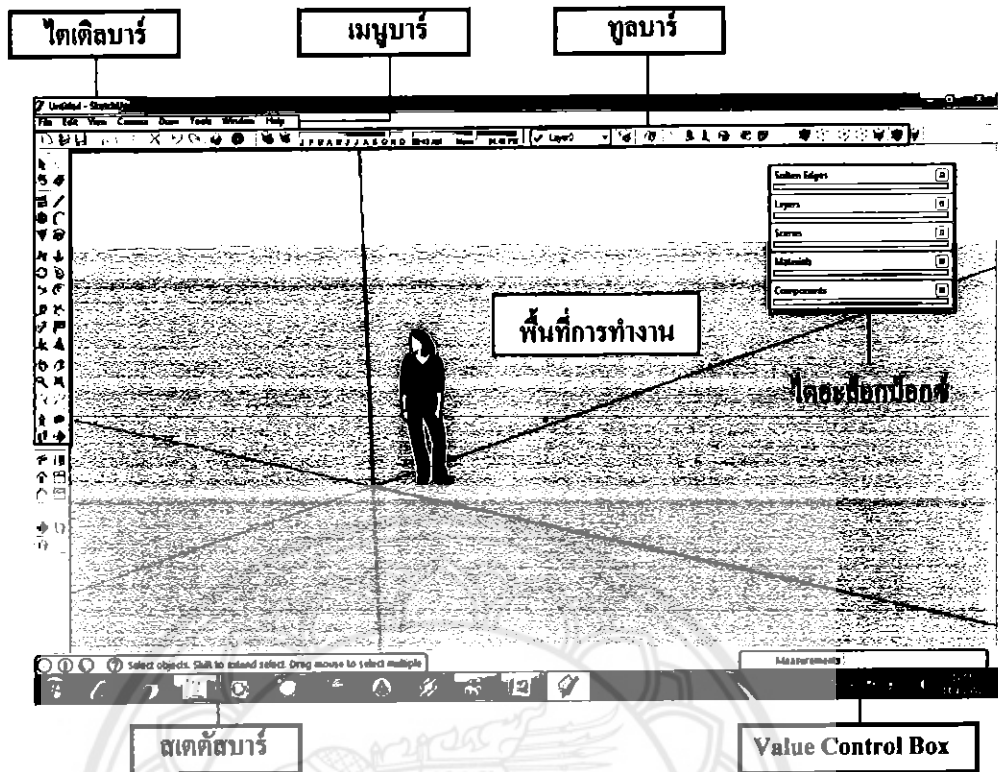 ไตเติลบาร์
เมนูบาร์
ทูลบาร์
Untitled - SketchUp
File Edit View Camera Draw Tools Window Help
J F M A M J J A S O N D
Layer0
Soften Edges
Layers
Scenes
Materials
Components
พื้นที่การทำงาน
ไดอะล็อกบ็อกซ์
Select objects. Shift to extend select. Drag mouse to select multiple
Measurements
สเตตัสบาร์
Value Control Box